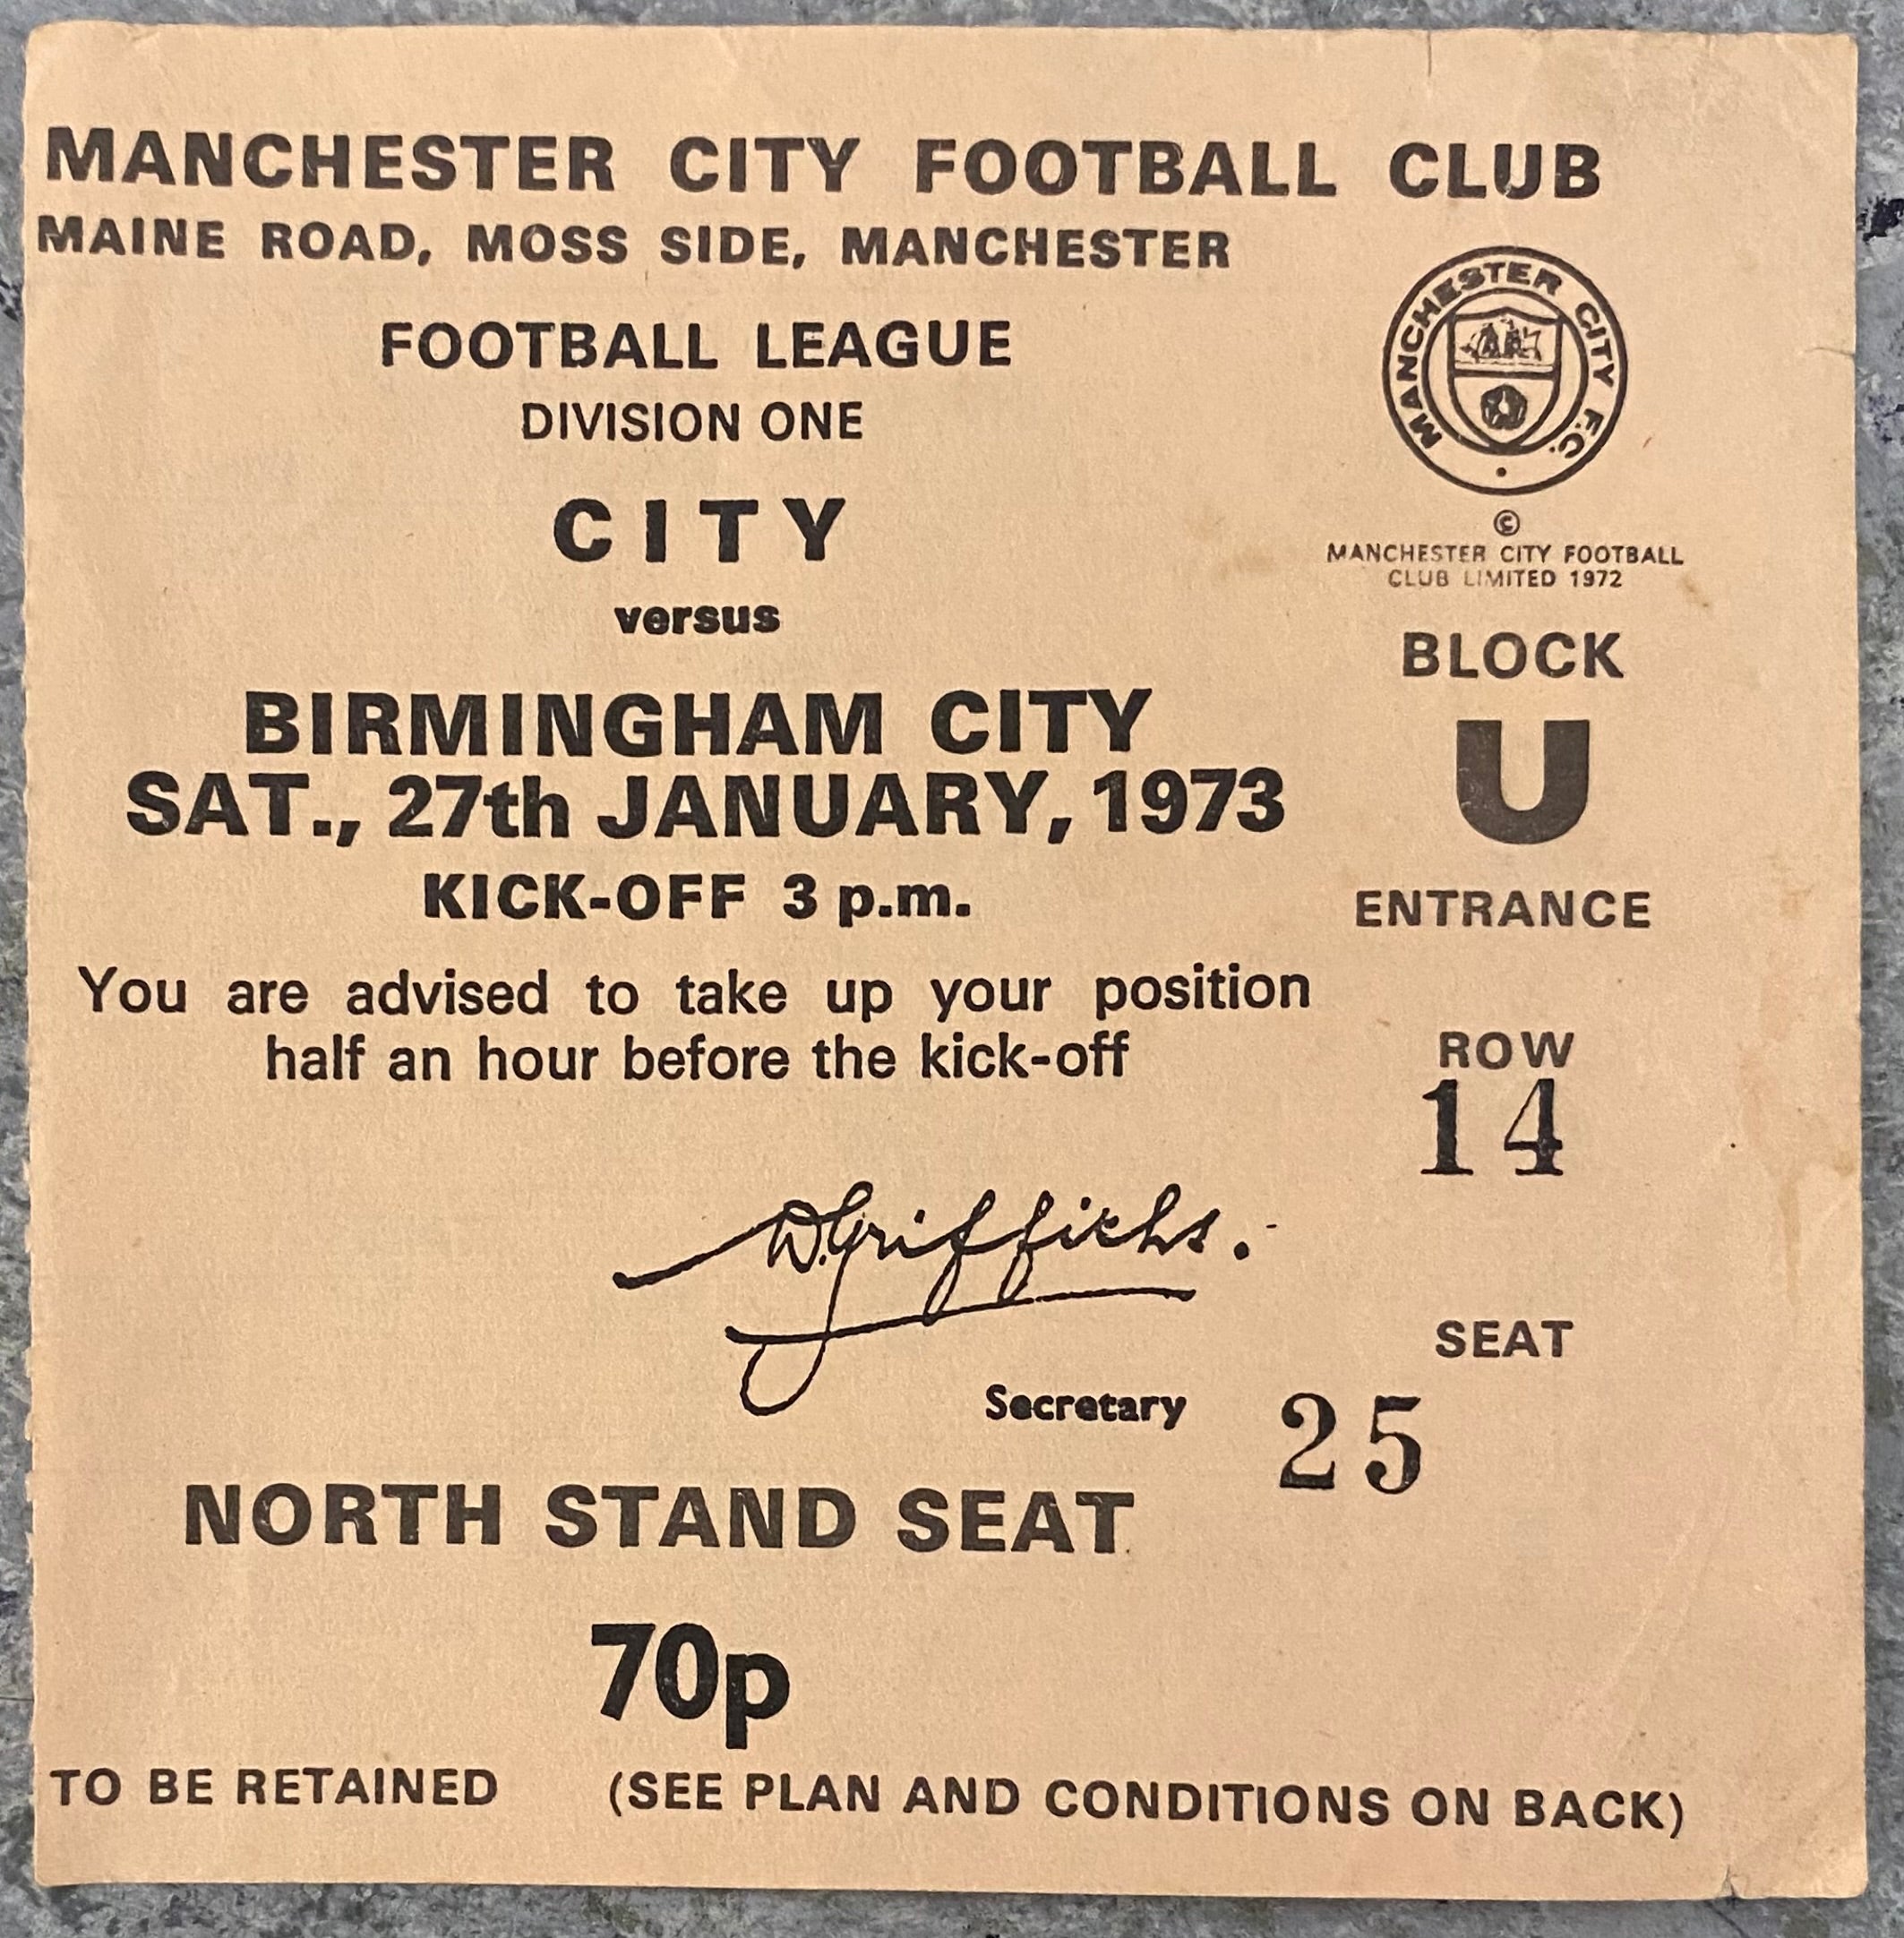 MANCHESTER CITY FOOTBALL CLUB
MAINE ROAD, MOSS SIDE, MANCHESTER
FOOTBALL LEAGUE
DIVISION ONE
CITY
versus
BIRMINGHAM CITY
SAT., 27th JANUARY, 1973
KICK-OFF 3 p.m.
You are advised to take up your position
half an hour before the kick-off
W. Griffiths.
Secretary
NORTH STAND SEAT
70p
TO BE RETAINED (SEE PLAN AND CONDITIONS ON BACK)
MANCHESTER CITY F.C.
©
MANCHESTER CITY FOOTBALL
CLUB LIMITED 1972
BLOCK
U
ENTRANCE
ROW
14
SEAT
25